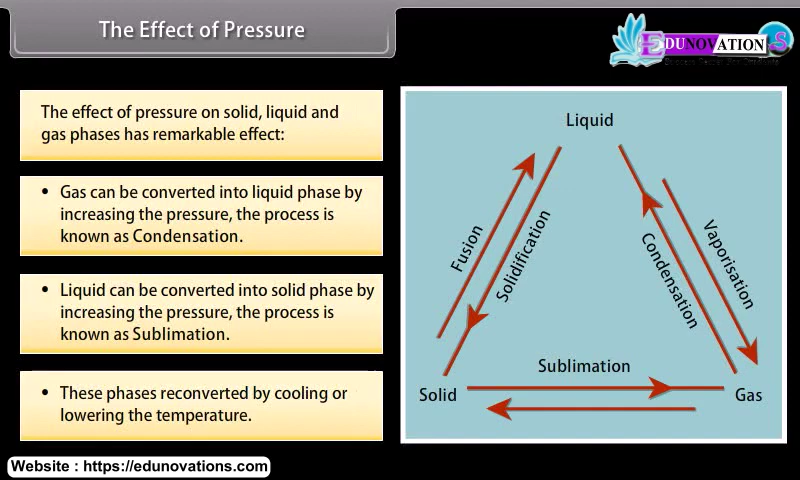 The Effect of Pressure
EDUNOVATIONS
The effect of pressure on solid, liquid and
gas phases has remarkable effect:
• Gas can be converted into liquid phase by
increasing the pressure, the process is
known as Condensation.
• Liquid can be converted into solid phase by
increasing the pressure, the process is
known as Sublimation.
• These phases reconverted by cooling or
lowering the temperature.
Liquid
Fusion
Solidification
Condensation
Vaporisation
Sublimation
Solid
Gas
Website : https://edunovations.com